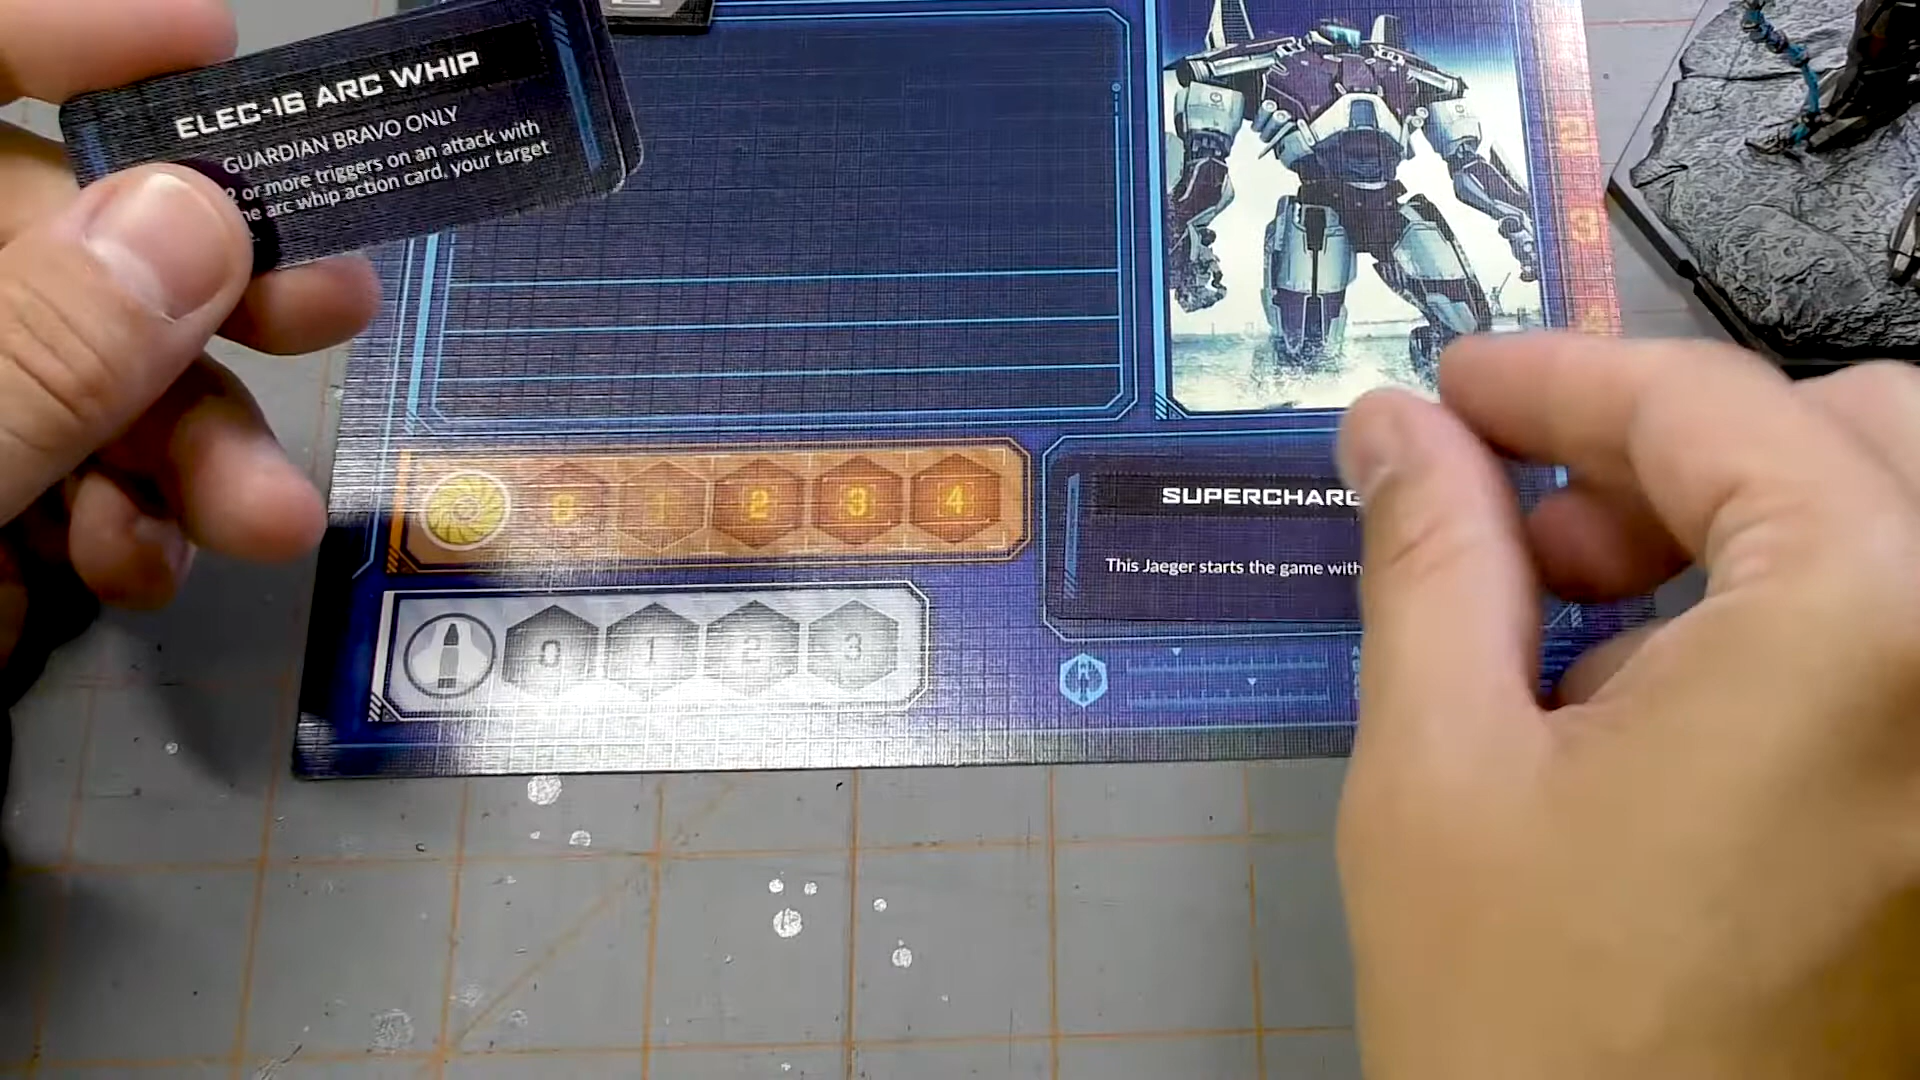 ELEC-16 ARC WHIP
GUARDIAN BRAVO ONLY
2 or more triggers on an attack with
arc whip action card, your target
2
3
4
0 1 2 3 4
SUPERCHARG
This Jaeger starts the game with
0 1 2 3